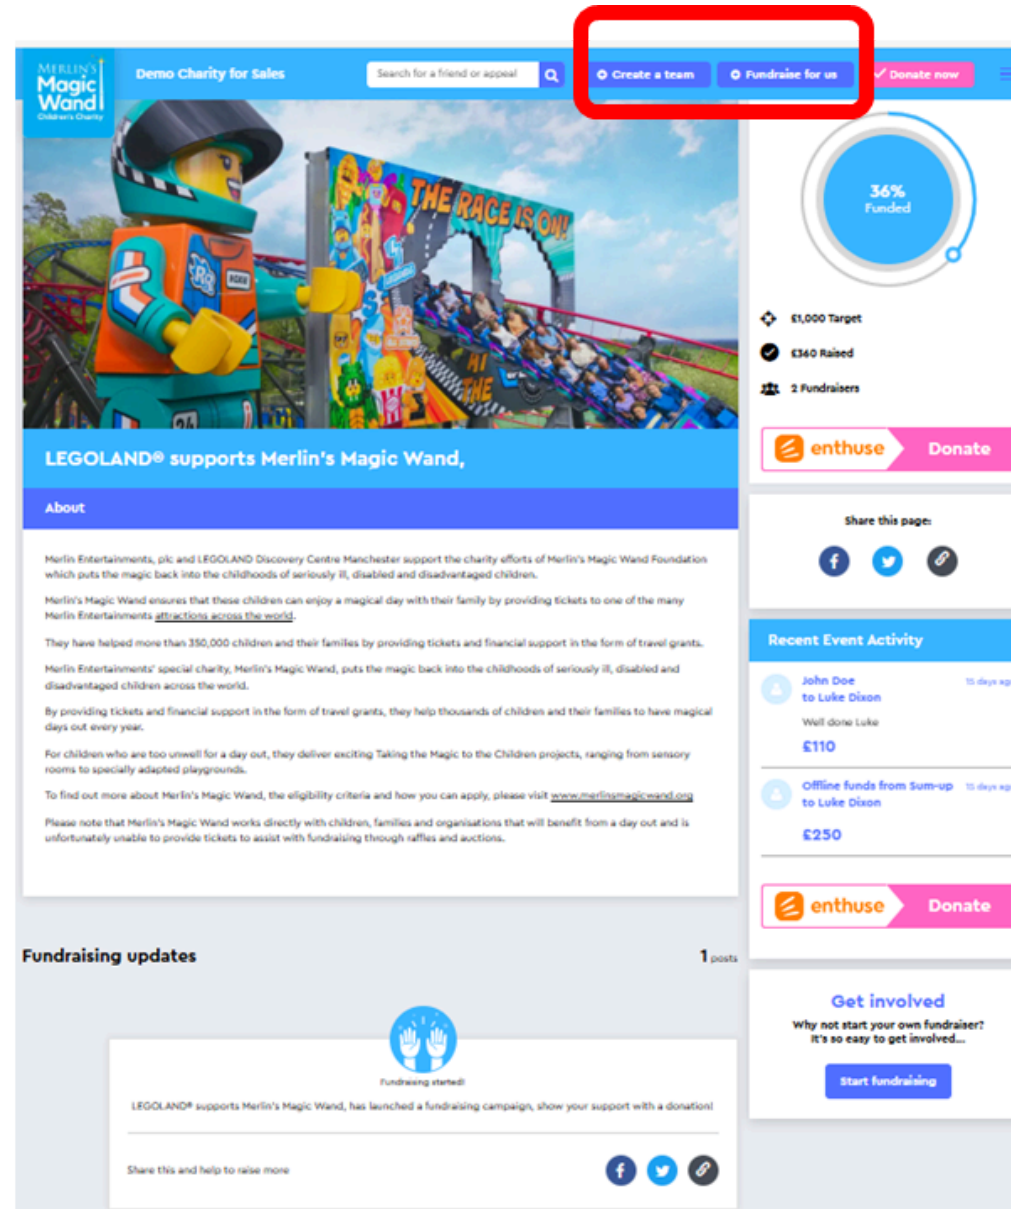 MERLIN'S
Magic
Wand
Children's Charity
Demo Charity for Sales
Search for a friend or appeal
Create a team
Fundraise for us
Donate now
THE RACE IS ON!
AT
THE
24
36%
Funded
£1,000 Target
£360 Raised
2 Fundraisers
enthuse Donate
LEGOLAND® supports Merlin's Magic Wand,
About
Merlin Entertainments, plc and LEGOLAND Discovery Centre Manchester support the charity efforts of Merlin's Magic Wand Foundation
which puts the magic back into the childhoods of seriously ill, disabled and disadvantaged children.
Merlin's Magic Wand ensures that these children can enjoy a magical day with their family by providing tickets to one of the many
Merlin Entertainments attractions across the world.
They have helped more than 350,000 children and their families by providing tickets and financial support in the form of travel grants.
Merlin Entertainments' special charity, Merlin's Magic Wand, puts the magic back into the childhoods of seriously ill, disabled and
disadvantaged children across the world.
By providing tickets and financial support in the form of travel grants, they help thousands of children and their families to have magical
days out every year.
For children who are too unwell for a day out, they deliver exciting Taking the Magic to the Children projects, ranging from sensory
rooms to specially adapted playgrounds.
To find out more about Merlin's Magic Wand, the eligibility criteria and how you can apply, please visit www.merlinsmagicwand.org
Please note that Merlin's Magic Wand works directly with children, families and organisations that will benefit from a day out and is
unfortunately unable to provide tickets to assist with fundraising through raffles and auctions.
Share this page:
Recent Event Activity
John Doe 15 days ago
to Luke Dixon
Well done Luke
£110
Offline funds from Sum-up 15 days ago
to Luke Dixon
£250
enthuse Donate
Get involved
Why not start your own fundraiser?
It's so easy to get involved...
Start fundraising
Fundraising updates 1 posts
Fundraising started!
LEGOLAND® supports Merlin's Magic Wand, has launched a fundraising campaign, show your support with a donation!
Share this and help to raise more